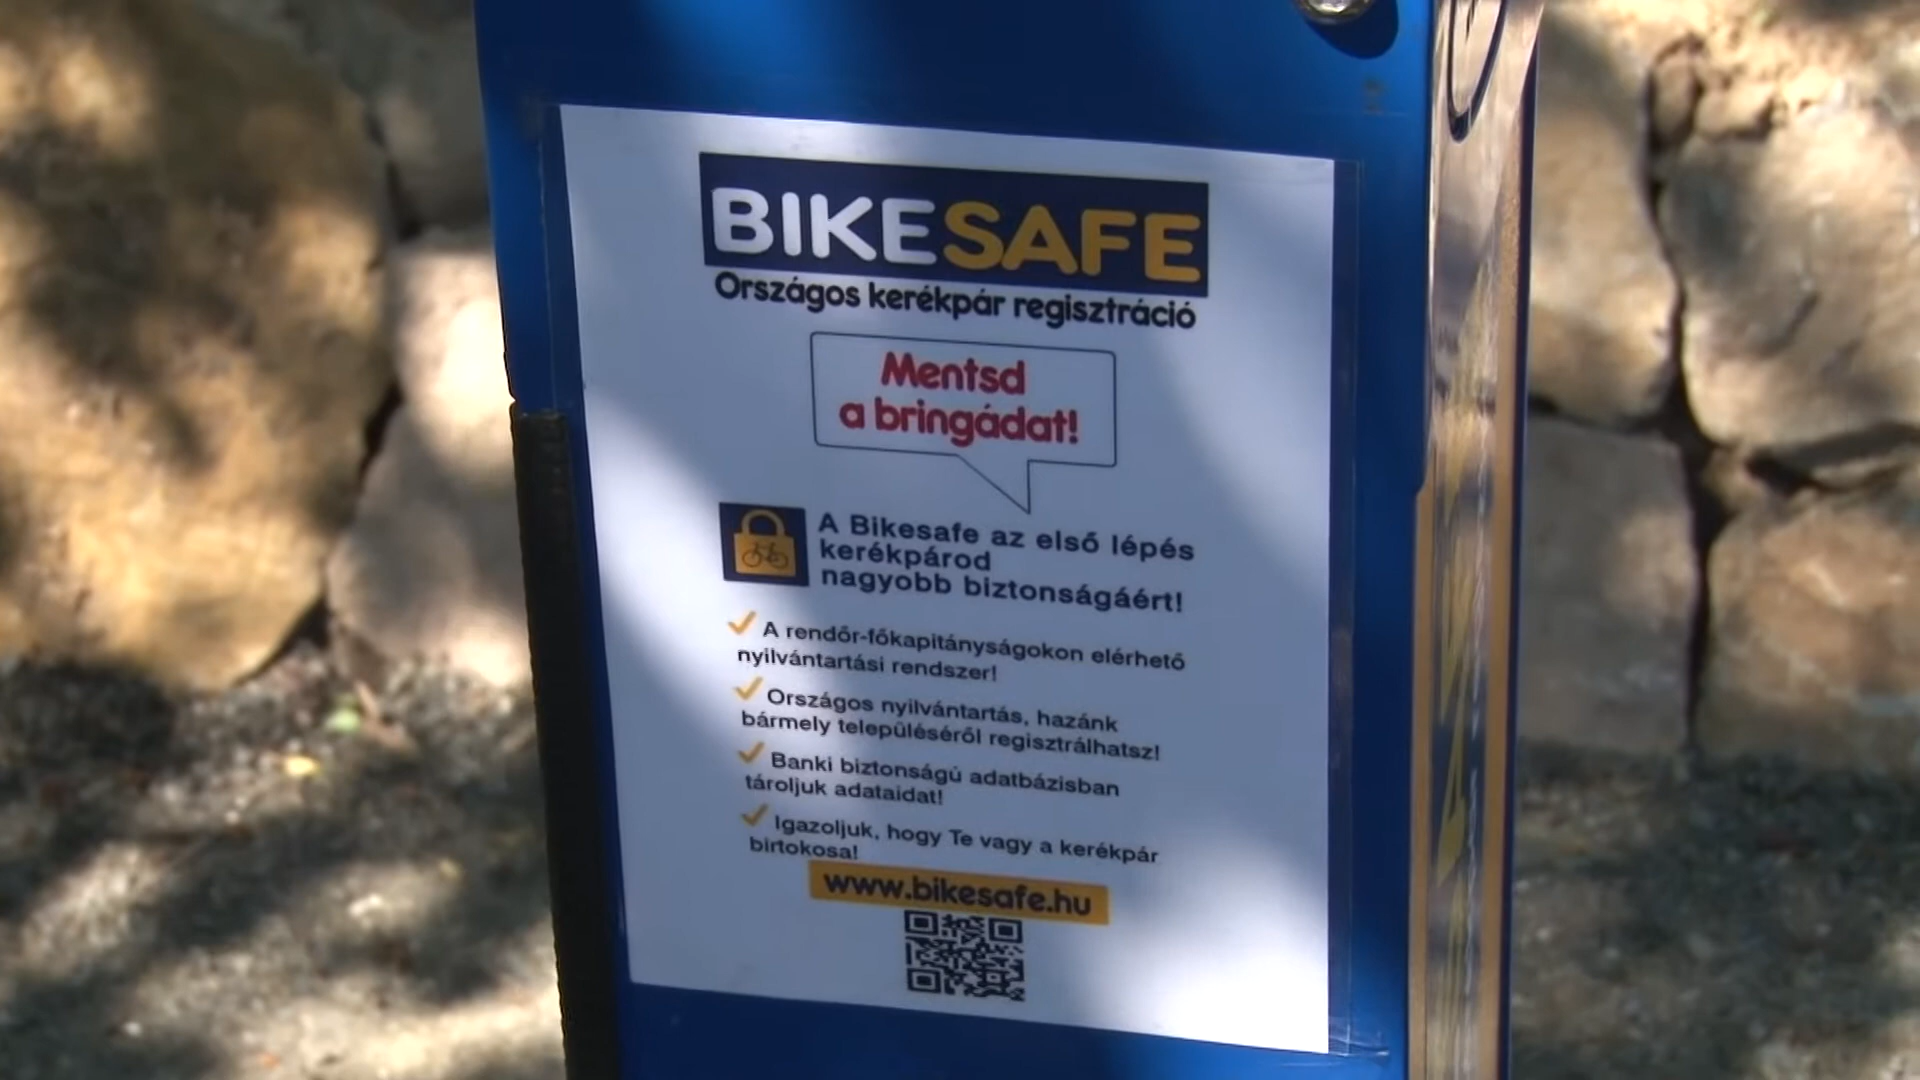 BIKESAFE
Országos kerékpár regisztráció
Mentsd
a bringádat!
A Bikesafe az első lépés
kerékpárod
nagyobb biztonságáért!
A rendőr-főkapitányságokon elérhető
nyilvántartási rendszer!
Országos nyilvántartás, hazánk
bármely településéről regisztrálhatsz!
Banki biztonságú adatbázisban
tároljuk adataidat!
Igazoljuk, hogy Te vagy a kerékpár
birtokosa!
www.bikesafe.hu